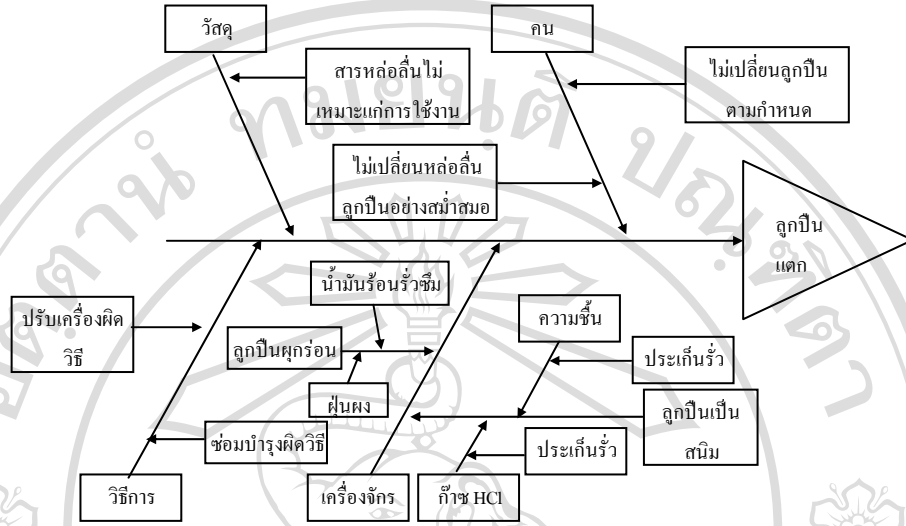 วัสดุ
คน
สารหล่อลื่นไม่
เหมาะแก่การใช้งาน
ไม่เปลี่ยนลูกปืน
ตามกำหนด
ไม่เปลี่ยนหล่อลื่น
ลูกปืนอย่างสม่ำสมอ
ลูกปืน
แตก
น้ำมันร้อนรั่วซึม
ความชื้น
ปรับเครื่องผิด
วิธี
ลูกปืนผุกร่อน
ประเก็นรั่ว
ฝุ่นผง
ลูกปืนเป็น
สนิม
ซ่อมบำรุงผิดวิธี
ประเก็นรั่ว
วิธีการ
เครื่องจักร
ก๊าซ HCl